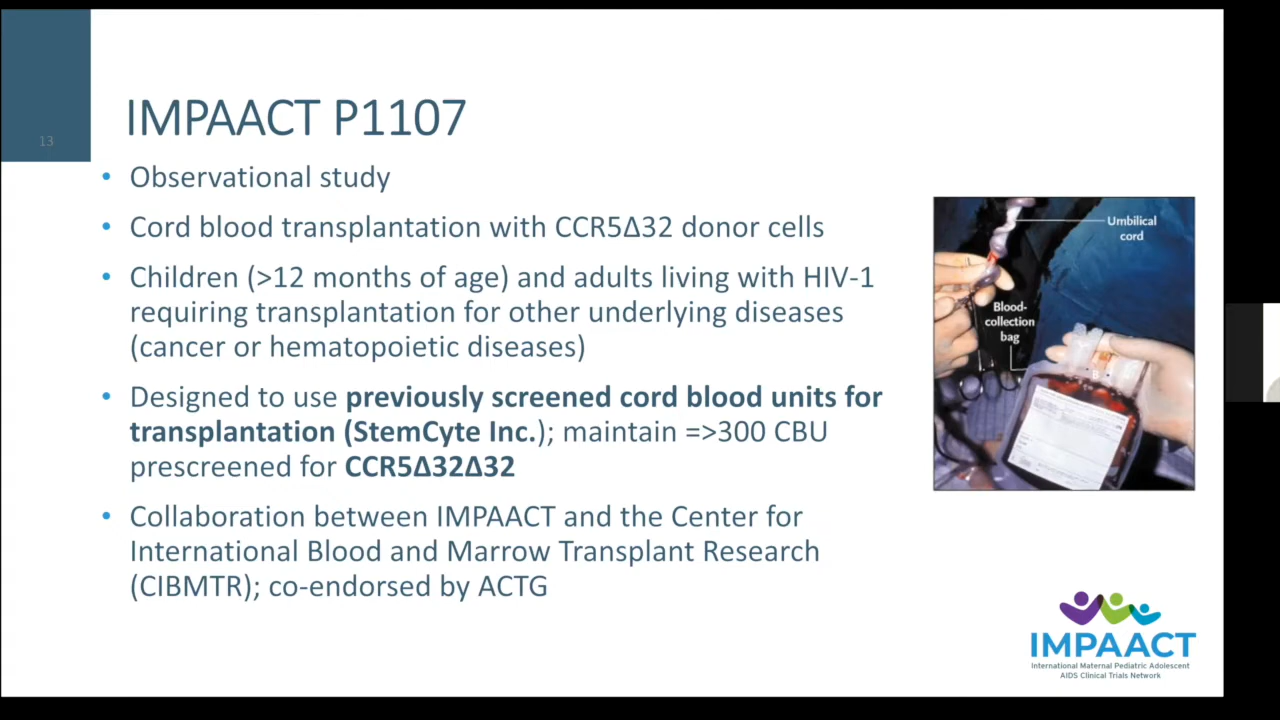 13
IMPAACT P1107
• Observational study
• Cord blood transplantation with CCR5Δ32 donor cells
• Children (>12 months of age) and adults living with HIV-1
requiring transplantation for other underlying diseases
(cancer or hematopoietic diseases)
• Designed to use previously screened cord blood units for
transplantation (StemCyte Inc.); maintain =>300 CBU
prescreened for CCR5Δ32Δ32
• Collaboration between IMPAACT and the Center for
International Blood and Marrow Transplant Research
(CIBMTR); co-endorsed by ACTG
Umbilical
cord
Blood-
collection
bag
IMPAACT
International Maternal Pediatric Adolescent
AIDS Clinical Trials Network